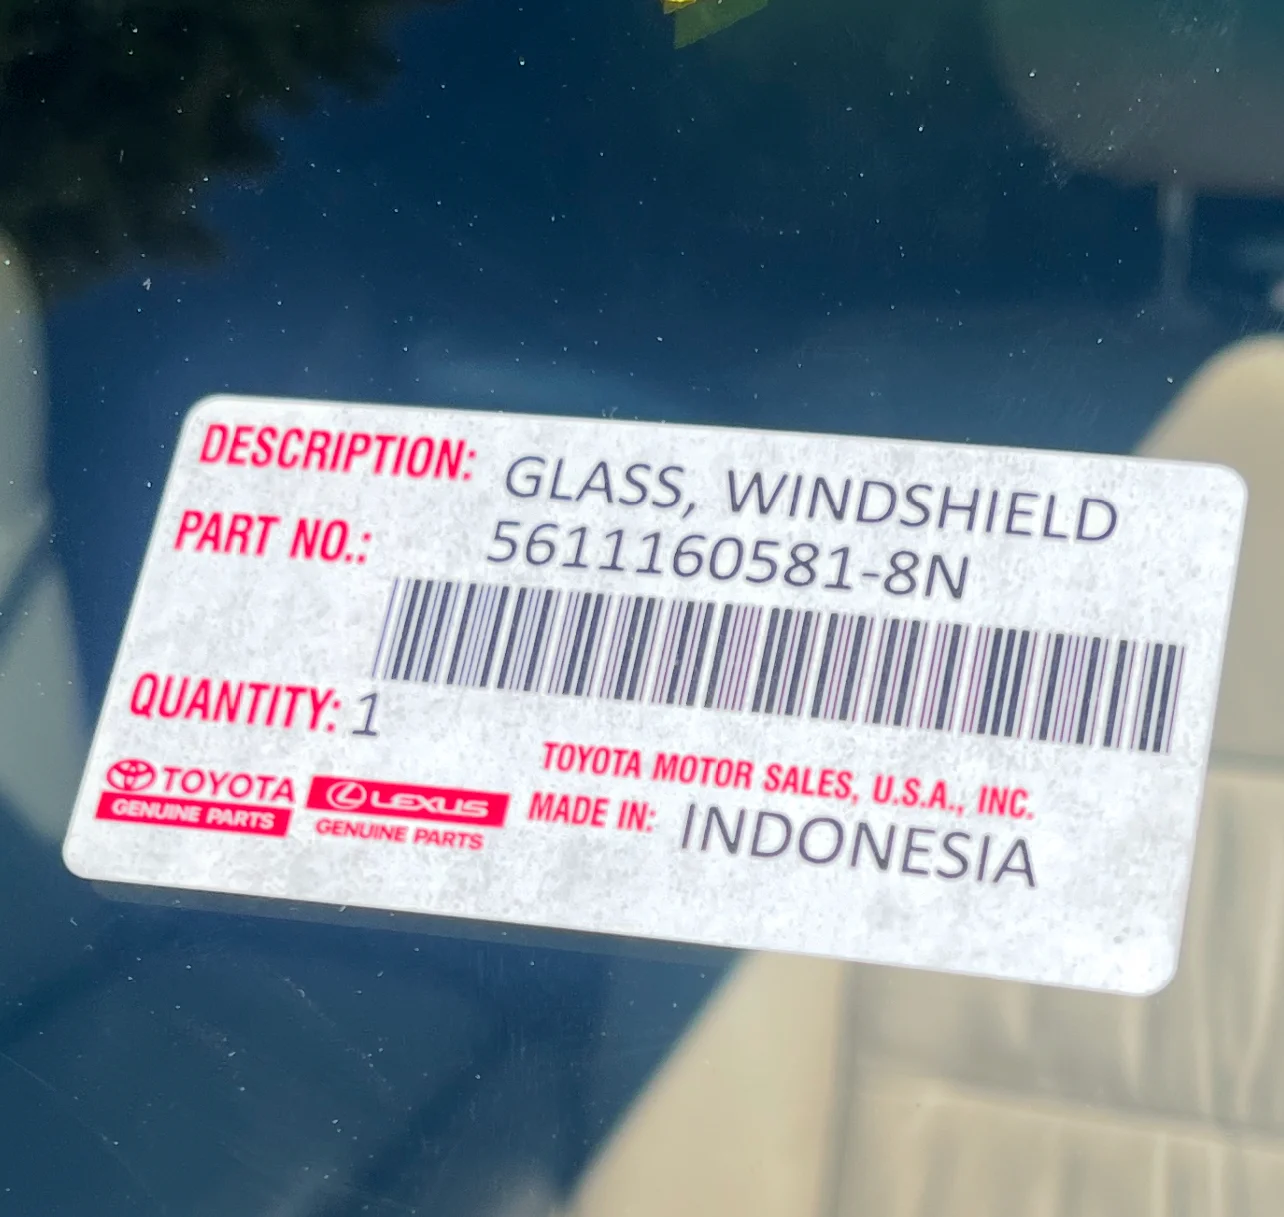 DESCRIPTION: GLASS, WINDSHIELD
PART NO.: 5611160581-8N
QUANTITY: 1
TOYOTA MOTOR SALES, U.S.A., INC.
TOYOTA
GENUINE PARTS
LEXUS
GENUINE PARTS
MADE IN: INDONESIA